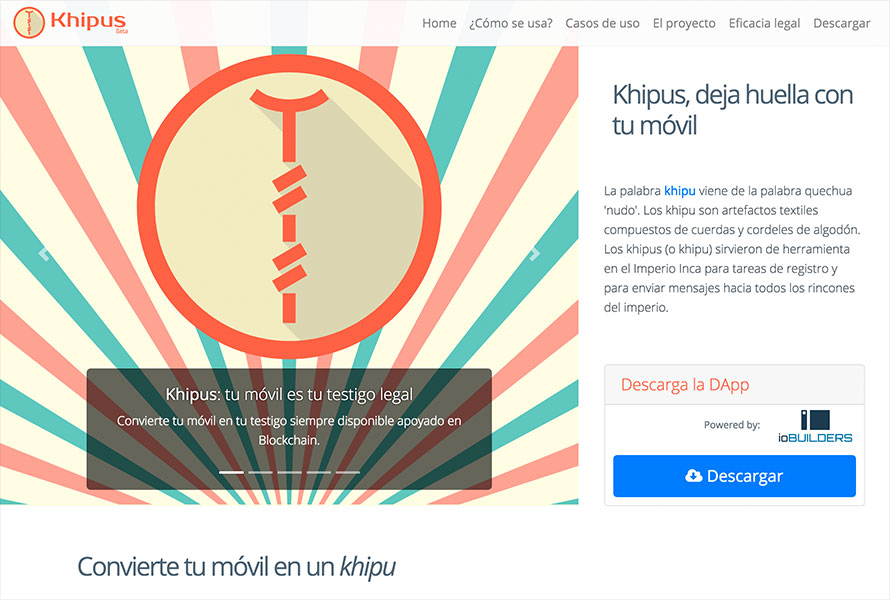 Khipus
Beta
Home ¿Cómo se usa? Casos de uso El proyecto Eficacia legal Descargar
Khipus, deja huella con
tu móvil
La palabra khipu viene de la palabra quechua
'nudo'. Los khipu son artefactos textiles
compuestos de cuerdas y cordeles de algodón.
Los khipus (o khipu) sirvieron de herramienta
en el Imperio Inca para tareas de registro y
para enviar mensajes hacia todos los rincones
del imperio.
Khipus: tu móvil es tu testigo legal
Convierte tu móvil en tu testigo siempre disponible apoyado en
Blockchain.
Descarga la DApp
Powered by:
ioBUILDERS
Descargar
Convierte tu móvil en un khipu